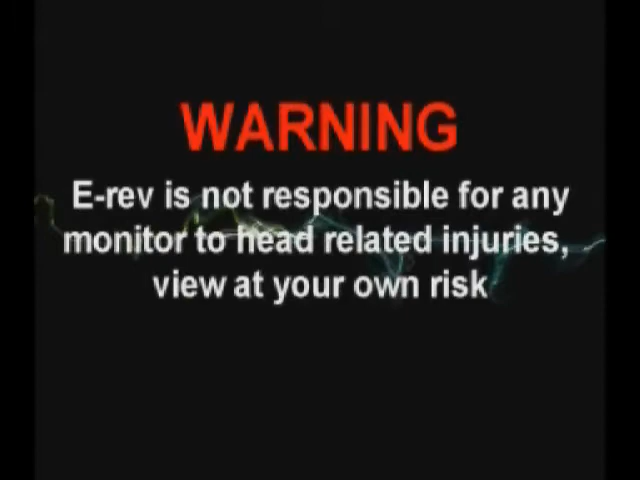 WARNING
E-rev is not responsible for any
monitor to head related injuries,
view at your own risk